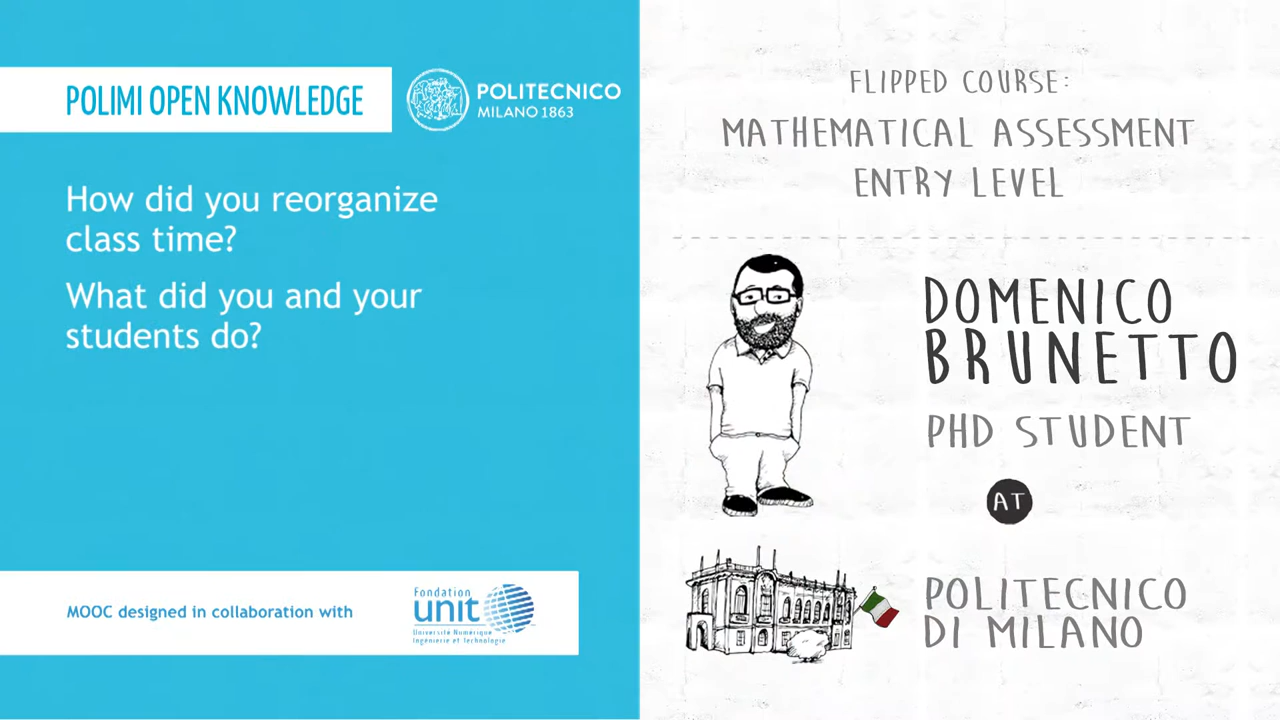 POLIMI OPEN KNOWLEDGE
POLITECNICO
MILANO 1863
How did you reorganize
class time?
What did you and your
students do?
MOOC designed in collaboration with
Fondation
unit
Université Numérique
Ingénierie et Technologie
FLIPPED COURSE:
MATHEMATICAL ASSESSMENT
ENTRY LEVEL
DOMENICO
BRUNETTO
PHD STUDENT
AT
POLITECNICO
DI MILANO